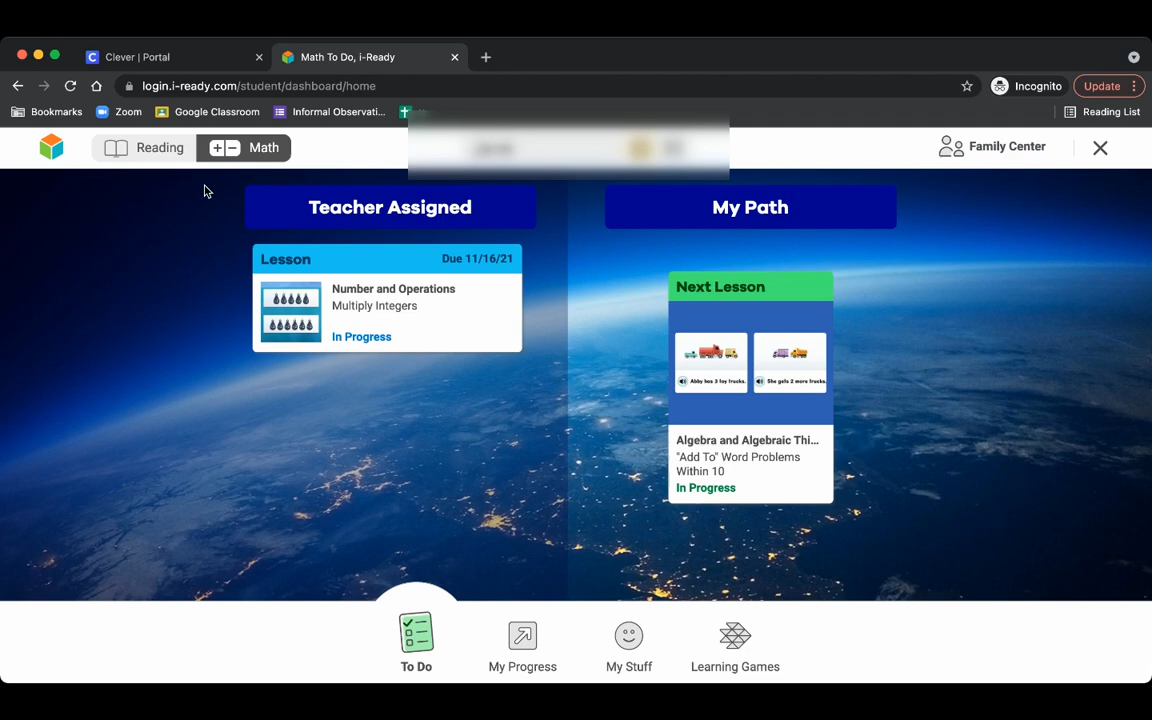 Clever | Portal
Math To Do, i-Ready
login.i-ready.com/student/dashboard/home
Incognito
Update
Bookmarks
Zoom
Google Classroom
Informal Observati...
Reading List
Reading
Math
Family Center
Teacher Assigned
My Path
Lesson
Due 11/16/21
Number and Operations
Multiply Integers
In Progress
Next Lesson
Abby has 3 toy trucks.
She gets 2 more trucks.
Algebra and Algebraic Thi...
"Add To" Word Problems
Within 10
In Progress
To Do
My Progress
My Stuff
Learning Games